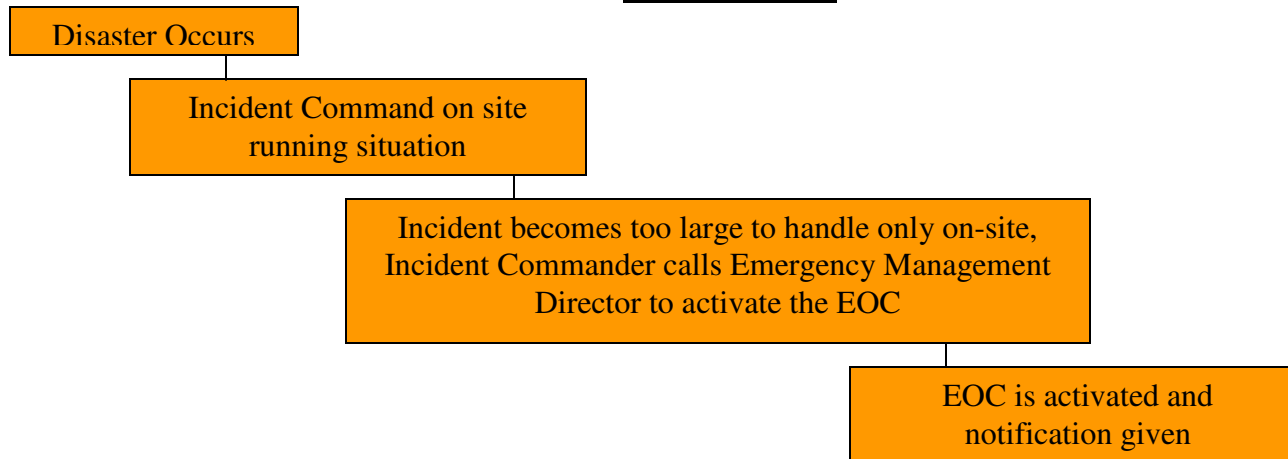 Disaster Occurs
Incident Command on site
running situation
Incident becomes too large to handle only on-site,
Incident Commander calls Emergency Management
Director to activate the EOC
EOC is activated and
notification given